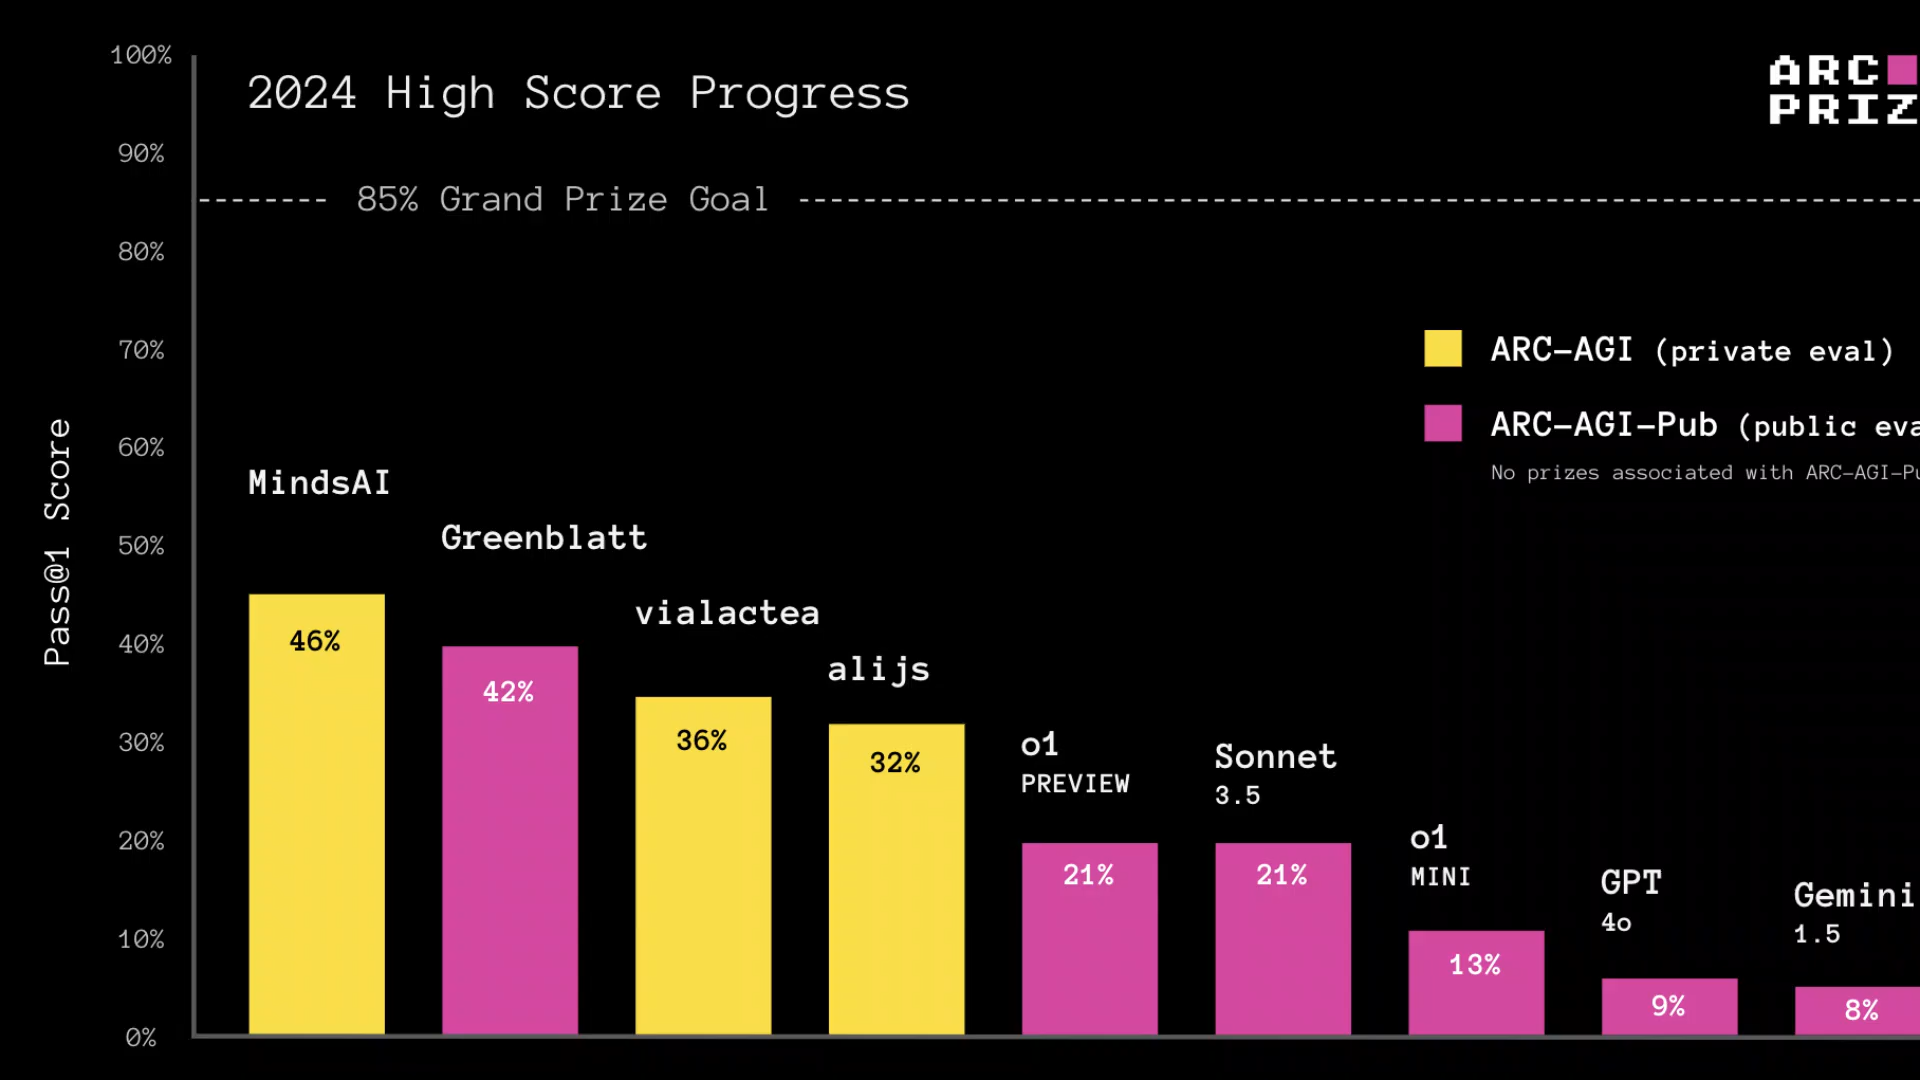 100%
2024 High Score Progress
ARC
PRIZ
90%
85% Grand Prize Goal
80%
70%
ARC-AGI (private eval)
ARC-AGI-Pub (public eva
No prizes associated with ARC-AGI-Pu
60%
Pass@1 Score
MindsAI
Greenblatt
50%
vialactea
46%
40%
alijs
42%
36%
30%
32%
o1
PREVIEW
Sonnet
3.5
20%
o1
MINI
21%
21%
GPT
4o
Gemini
1.5
10%
13%
9%
8%
0%